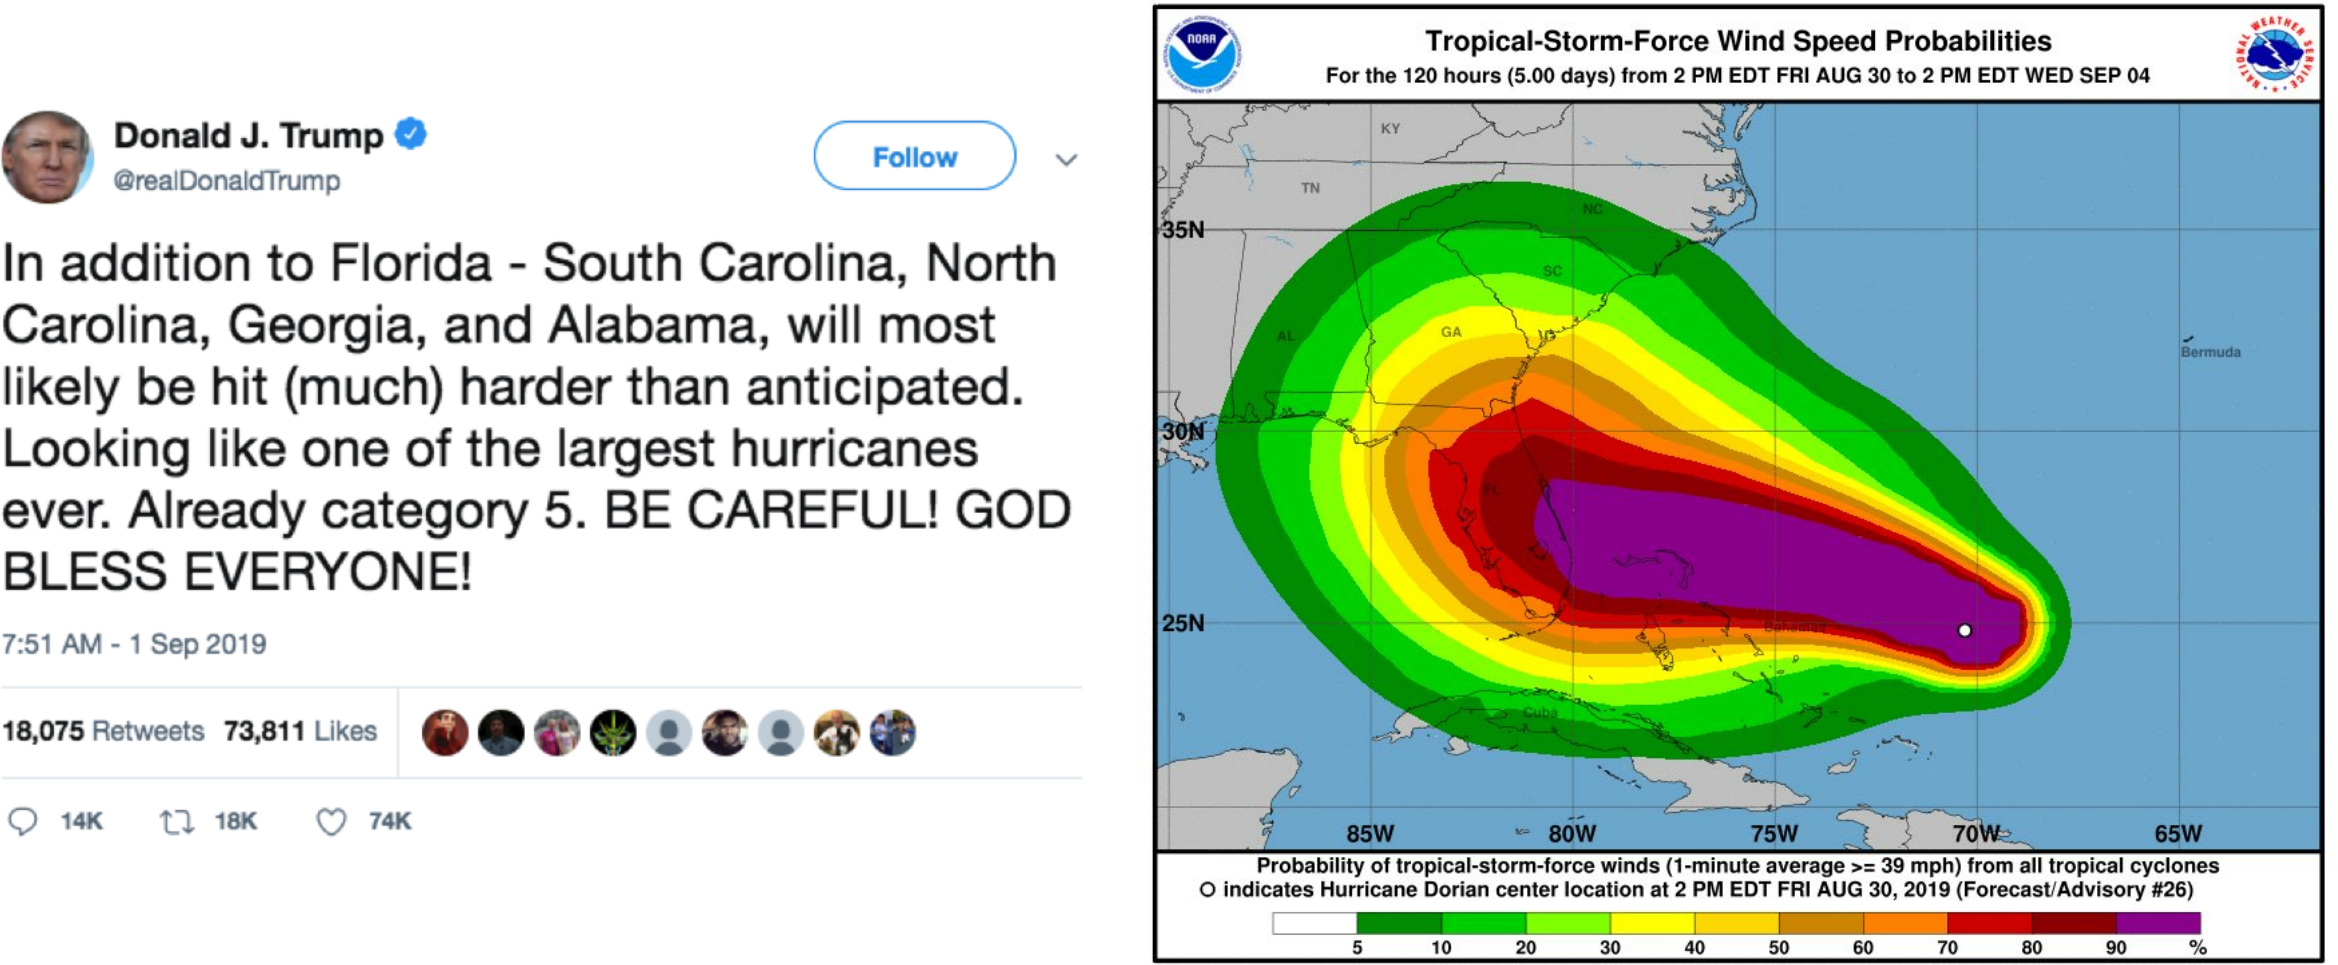 Donald J. Trump
@realDonaldTrump
Follow
In addition to Florida - South Carolina, North
Carolina, Georgia, and Alabama, will most
likely be hit (much) harder than anticipated.
Looking like one of the largest hurricanes
ever. Already category 5. BE CAREFUL! GOD
BLESS EVERYONE!
7:51 AM - 1 Sep 2019
18,075 Retweets 73,811 Likes
14K 18K 74K
NOAA
Tropical-Storm-Force Wind Speed Probabilities
For the 120 hours (5.00 days) from 2 PM EDT FRI AUG 30 to 2 PM EDT WED SEP 04
NATIONAL WEATHER SERVICE
KY
TN
NC
35N
SC
AL
GA
Bermuda
30N
FL
25N
Bahamas
Cuba
85W 80W 75W 70W 65W
Probability of tropical-storm-force winds (1-minute average >= 39 mph) from all tropical cyclones
indicates Hurricane Dorian center location at 2 PM EDT FRI AUG 30, 2019 (Forecast/Advisory #26)
5 10 20 30 40 50 60 70 80 90 %